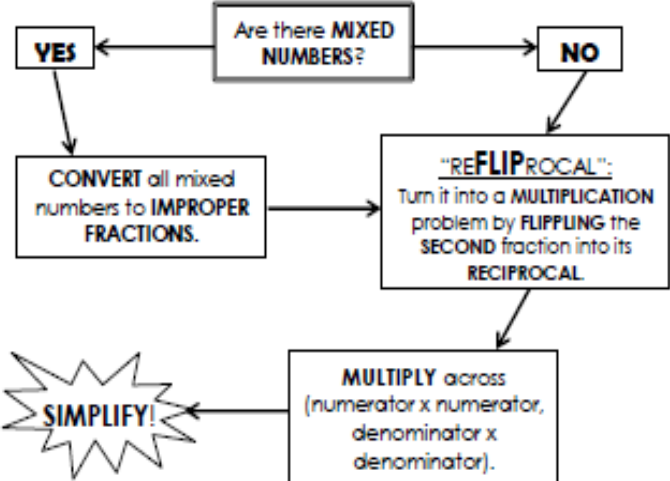 Are there MIXED
NUMBERS?
YES
NO
CONVERT all mixed
numbers to IMPROPER
FRACTIONS.
"REFLIPROCAL":
Turn it into a MULTIPLICATION
problem by FLIPPLING the
SECOND fraction into its
RECIPROCAL.
MULTIPLY across
(numerator x numerator,
denominator x
denominator).
SIMPLIFY!